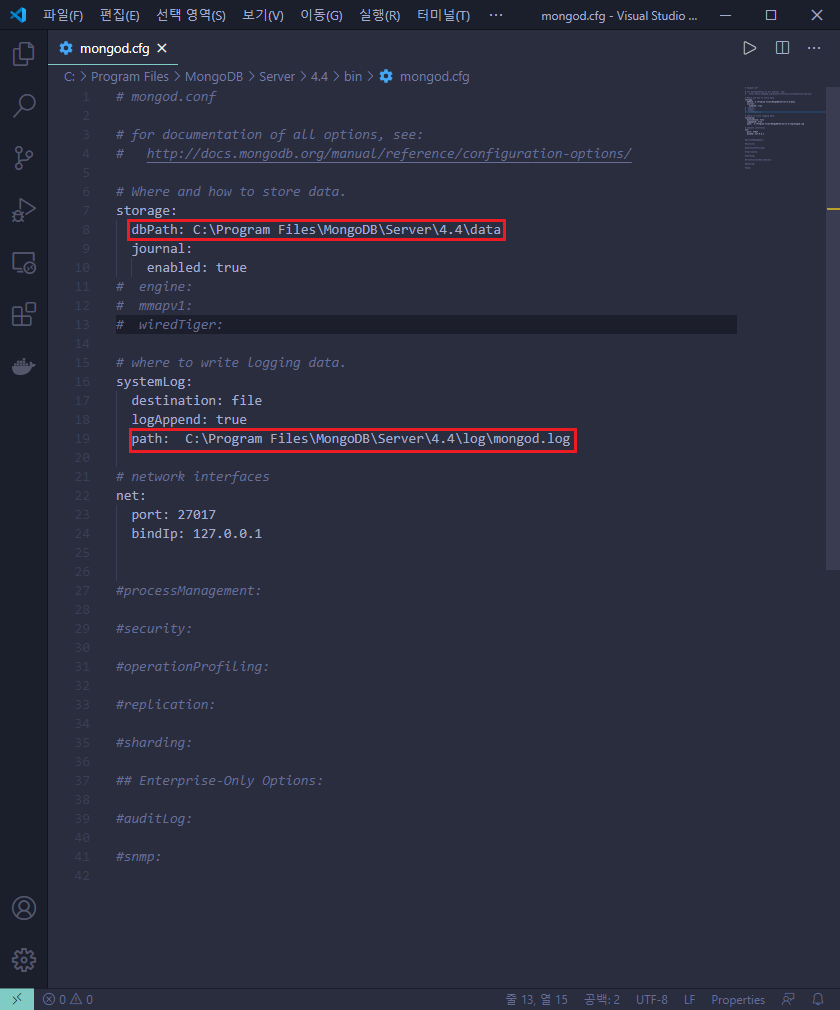 파일(F) 편집(E) 선택 영역(S) 보기(V) 이동(G) 실행(R) 터미널(T) ··· mongod.cfg - Visual Studio ...
mongod.cfg
C: > Program Files > MongoDB > Server > 4.4 > bin > mongod.cfg
1 # mongod.conf
2
3 # for documentation of all options, see:
4 #   http://docs.mongodb.org/manual/reference/configuration-options/
5
6 # Where and how to store data.
7 storage:
8   dbPath: C:\Program Files\MongoDB\Server\4.4\data
9   journal:
10     enabled: true
11 #  engine:
12 #  mmapv1:
13 #  wiredTiger:
14
15 # where to write logging data.
16 systemLog:
17   destination: file
18   logAppend: true
19   path:  C:\Program Files\MongoDB\Server\4.4\log\mongod.log
20
21 # network interfaces
22 net:
23   port: 27017
24   bindIp: 127.0.0.1
25
26
27 #processManagement:
28
29 #security:
30
31 #operationProfiling:
32
33 #replication:
34
35 #sharding:
36
37 ## Enterprise-Only Options:
38
39 #auditLog:
40
41 #snmp:
42
0 0 줄 13, 열 15 공백: 2 UTF-8 LF Properties